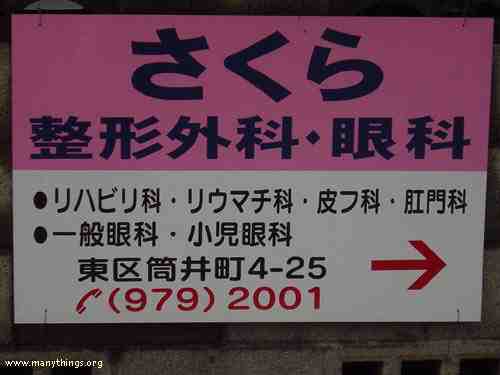 さくら
整形外科・眼科
●リハビリ科・リウマチ科・皮フ科・肛門科
●一般眼科・小児眼科
東区筒井町4-25
(979)2001
www.manythings.org